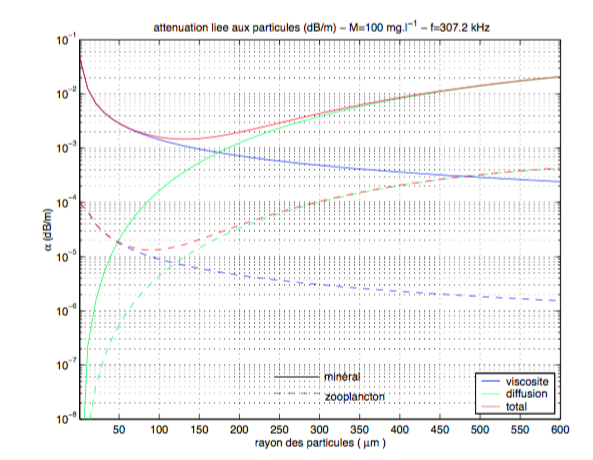 attenuation liee aux particules (dB/m) − M=100 mg.l⁻¹ − f=307.2 kHz
10⁻¹
10⁻²
10⁻³
10⁻⁴
10⁻⁵
10⁻⁶
10⁻⁷
10⁻⁸
α (dB/m)
minéral
zooplancton
viscosite
diffusion
total
50 100 150 200 250 300 350 400 450 500 550 600
rayon des particules ( μm )